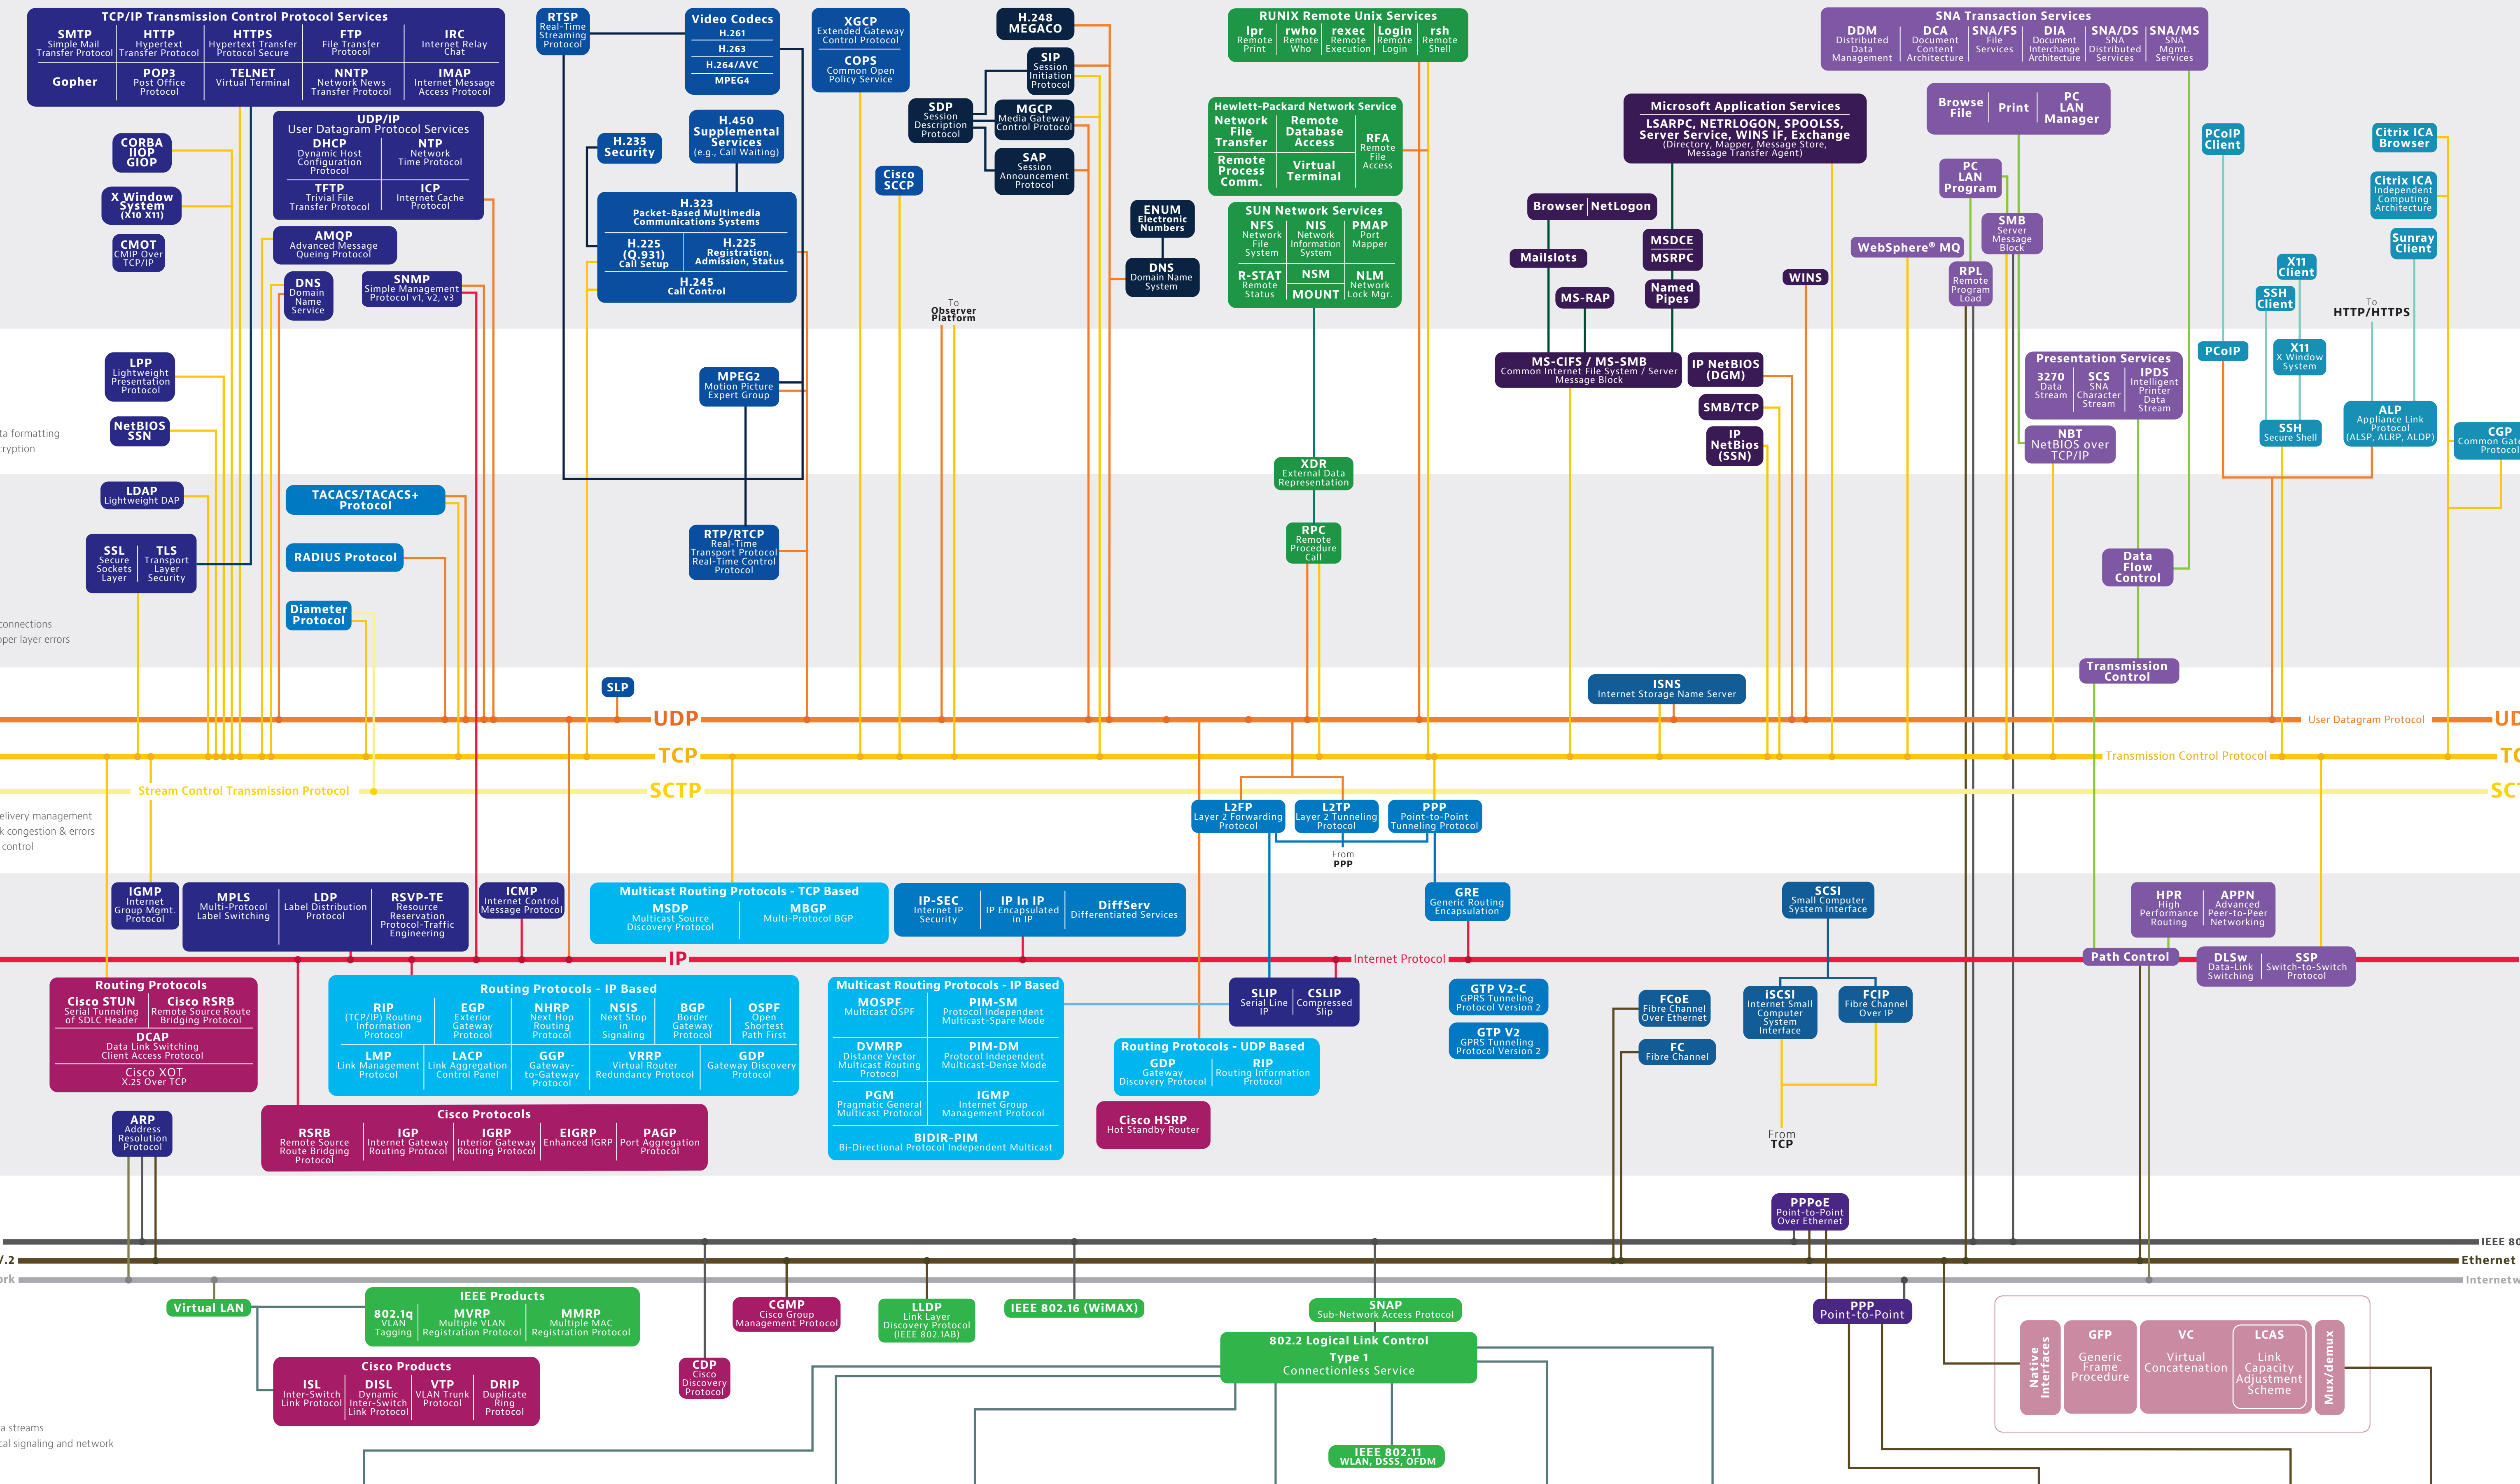 TCP/IP Transmission Control Protocol Services
SMTP
Simple Mail
Transfer Protocol
HTTP
Hypertext
Transfer Protocol
HTTPS
Hypertext Transfer
Protocol Secure
FTP
File Transfer
Protocol
IRC
Internet Relay
Chat
Gopher
POP3
Post Office
Protocol
TELNET
Virtual Terminal
NNTP
Network News
Transfer Protocol
IMAP
Internet Message
Access Protocol
CORBA
IIOP
GIOP
X Window
System
(X10 X11)
CMOT
CMIP Over
TCP/IP
UDP/IP
User Datagram Protocol Services
DHCP
Dynamic Host
Configuration
Protocol
NTP
Network
Time Protocol
TFTP
Trivial File
Transfer Protocol
ICP
Internet Cache
Protocol
AMQP
Advanced Message
Queing Protocol
DNS
Domain
Name
Service
SNMP
Simple Management
Protocol v1, v2, v3
RTSP
Real-Time
Streaming
Protocol
Video Codecs
H.261
H.263
H.264/AVC
MPEG4
H.235
Security
H.450
Supplemental
Services
(e.g., Call Waiting)
H.323
Packet-Based Multimedia
Communications Systems
H.225
(Q.931)
Call Setup
H.225
Registration,
Admission, Status
H.245
Call Control
XGCP
Extended Gateway
Control Protocol
COPS
Common Open
Policy Service
Cisco
SCCP
H.248
MEGACO
SIP
Session
Initiation
Protocol
SDP
Session
Description
Protocol
MGCP
Media Gateway
Control Protocol
SAP
Session
Announcement
Protocol
ENUM
Electronic
Numbers
DNS
Domain Name
System
To
Observer
Platform
RUNIX Remote Unix Services
lpr
Remote
Print
rwho
Remote
Who
rexec
Remote
Execution
Login
Remote
Login
rsh
Remote
Shell
Hewlett-Packard Network Service
Network
File
Transfer
Remote
Database
Access
RFA
Remote
File
Access
Remote
Process
Comm.
Virtual
Terminal
SUN Network Services
NFS
Network
File
System
NIS
Network
Information
System
PMAP
Port
Mapper
R-STAT
Remote
Status
NSM
MOUNT
NLM
Network
Lock Mgr.
Microsoft Application Services
LSARPC, NETRLOGON, SPOOLSS,
Server Service, WINS IF, Exchange
(Directory, Mapper, Message Store,
Message Transfer Agent)
Browser
NetLogon
Mailslots
MS-RAP
MSDCE
MSRPC
Named
Pipes
WINS
SNA Transaction Services
DDM
Distributed
Data
Management
DCA
Document
Content
Architecture
SNA/FS
File
Services
DIA
Document
Interchange
Architecture
SNA/DS
SNA
Distributed
Services
SNA/MS
SNA
Mgmt.
Services
Browse
File
Print
PC
LAN
Manager
PC
LAN
Program
SMB
Server
Message
Block
WebSphere® MQ
RPL
Remote
Program
Load
PCoIP
Client
Citrix ICA
Browser
Citrix ICA
Independent
Computing
Architecture
Sunray
Client
X11
Client
SSH
Client
To
HTTP/HTTPS
LPP
Lightweight
Presentation
Protocol
NetBIOS
SSN
ta formatting
cryption
MPEG2
Motion Picture
Expert Group
MS-CIFS / MS-SMB
Common Internet File System / Server
Message Block
IP NetBIOS
(DGM)
SMB/TCP
IP
NetBios
(SSN)
Presentation Services
3270
Data
Stream
SCS
SNA
Character
Stream
IPDS
Intelligent
Printer
Data
Stream
NBT
NetBIOS over
TCP/IP
PCoIP
X11
X Window
System
SSH
Secure Shell
ALP
Appliance Link
Protocol
(ALSP, ALRP, ALDP)
CGP
Common Gate
Protocol
XDR
External Data
Representation
LDAP
Lightweight DAP
TACACS/TACACS+
Protocol
SSL
Secure
Sockets
Layer
TLS
Transport
Layer
Security
RADIUS Protocol
Diameter
Protocol
connections
pper layer errors
RTP/RTCP
Real-Time
Transport Protocol
Real-Time Control
Protocol
RPC
Remote
Procedure
Call
Data
Flow
Control
Transmission
Control
SLP
ISNS
Internet Storage Name Server
UDP
User Datagram Protocol
UD
TCP
Transmission Control Protocol
TC
Stream Control Transmission Protocol
SCTP
SCT
elivery management
k congestion & errors
control
L2FP
Layer 2 Forwarding
Protocol
L2TP
Layer 2 Tunneling
Protocol
PPP
Point-to-Point
Tunneling Protocol
From
PPP
IGMP
Internet
Group Mgmt.
Protocol
MPLS
Multi-Protocol
Label Switching
LDP
Label Distribution
Protocol
RSVP-TE
Resource
Reservation
Protocol-Traffic
Engineering
ICMP
Internet Control
Message Protocol
Multicast Routing Protocols - TCP Based
MSDP
Multicast Source
Discovery Protocol
MBGP
Multi-Protocol BGP
IP-SEC
Internet IP
Security
IP In IP
IP Encapsulated
in IP
DiffServ
Differentiated Services
GRE
Generic Routing
Encapsulation
SCSI
Small Computer
System Interface
HPR
High
Performance
Routing
APPN
Advanced
Peer-to-Peer
Networking
IP
Internet Protocol
Path Control
DLSw
Data-Link
Switching
SSP
Switch-to-Switch
Protocol
Routing Protocols
Cisco STUN
Serial Tunneling
of SDLC Header
Cisco RSRB
Remote Source Route
Bridging Protocol
DCAP
Data Link Switching
Client Access Protocol
Cisco XOT
X.25 Over TCP
Routing Protocols - IP Based
RIP
(TCP/IP) Routing
Information
Protocol
EGP
Exterior
Gateway
Protocol
NHRP
Next Hop
Routing
Protocol
NSIS
Next Stop
in
Signaling
BGP
Border
Gateway
Protocol
OSPF
Open
Shortest
Path First
LMP
Link Management
Protocol
LACP
Link Aggregation
Control Panel
GGP
Gateway-
to-Gateway
Protocol
VRRP
Virtual Router
Redundancy Protocol
GDP
Gateway Discovery
Protocol
Multicast Routing Protocols - IP Based
MOSPF
Multicast OSPF
PIM-SM
Protocol Independent
Multicast-Spare Mode
DVMRP
Distance Vector
Multicast Routing
Protocol
PIM-DM
Protocol Independent
Multicast-Dense Mode
PGM
Pragmatic General
Multicast Protocol
IGMP
Internet Group
Management Protocol
BIDIR-PIM
Bi-Directional Protocol Independent Multicast
SLIP
Serial Line
IP
CSLIP
Compressed
Slip
Routing Protocols - UDP Based
GDP
Gateway
Discovery Protocol
RIP
Routing Information
Protocol
Cisco HSRP
Hot Standby Router
GTP V2-C
GPRS Tunneling
Protocol Version 2
GTP V2
GPRS Tunneling
Protocol Version 2
FCoE
Fibre Channel
Over Ethernet
FC
Fibre Channel
iSCSI
Internet Small
Computer
System
Interface
FCIP
Fibre Channel
Over IP
From
TCP
ARP
Address
Resolution
Protocol
Cisco Protocols
RSRB
Remote Source
Route Bridging
Protocol
IGP
Internet Gateway
Routing Protocol
IGRP
Interior Gateway
Routing Protocol
EIGRP
Enhanced IGRP
PAGP
Port Aggregation
Protocol
PPPoE
Point-to-Point
Over Ethernet
IEEE 80
V.2
Ethernet
ork
Internetw
Virtual LAN
IEEE Products
802.1q
VLAN
Tagging
MVRP
Multiple VLAN
Registration Protocol
MMRP
Multiple MAC
Registration Protocol
Cisco Products
ISL
Inter-Switch
Link Protocol
DISL
Dynamic
Inter-Switch
Link Protocol
VTP
VLAN Trunk
Protocol
DRIP
Duplicate
Ring
Protocol
CGMP
Cisco Group
Management Protocol
CDP
Cisco
Discovery
Protocol
LLDP
Link Layer
Discovery Protocol
(IEEE 802.1AB)
IEEE 802.16 (WiMAX)
SNAP
Sub-Network Access Protocol
802.2 Logical Link Control
Type 1
Connectionless Service
IEEE 802.11
WLAN, DSSS, OFDM
PPP
Point-to-Point
Native
Interfaces
GFP
Generic
Frame
Procedure
VC
Virtual
Concatenation
LCAS
Link
Capacity
Adjustment
Scheme
Mux/demux
a streams
cal signaling and network